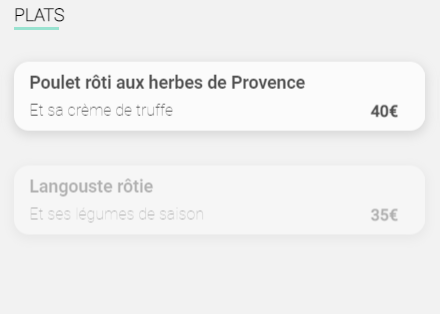 PLATS
Poulet rôti aux herbes de Provence
Et sa crème de truffe
40€
Langouste rôtie
Et ses légumes de saison
35€